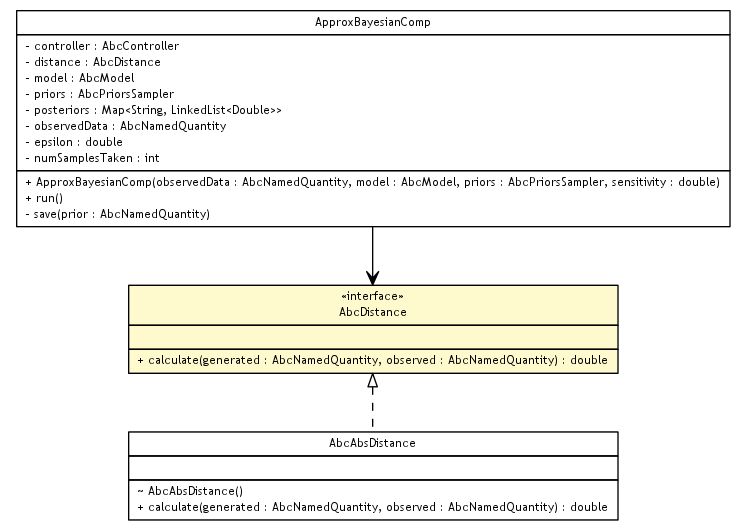 ApproxBayesianComp
- controller : AbcController
- distance : AbcDistance
- model : AbcModel
- priors : AbcPriorsSampler
- posteriors : Map<String, LinkedList<Double>>
- observedData : AbcNamedQuantity
- epsilon : double
- numSamplesTaken : int
+ ApproxBayesianComp(observedData : AbcNamedQuantity, model : AbcModel, priors : AbcPriorsSampler, sensitivity : double)
+ run()
- save(prior : AbcNamedQuantity)
«interface»
AbcDistance
+ calculate(generated : AbcNamedQuantity, observed : AbcNamedQuantity) : double
AbcAbsDistance
~ AbcAbsDistance()
+ calculate(generated : AbcNamedQuantity, observed : AbcNamedQuantity) : double